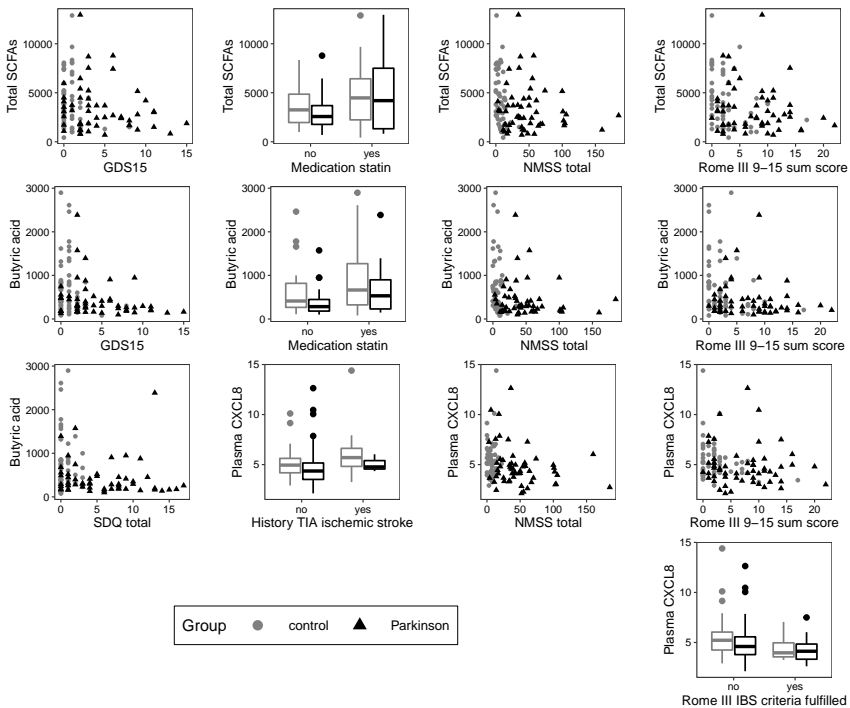 Total SCFAs
10000
5000
0
0 5 10 15
GDS15
Total SCFAs
10000
5000
0
no yes
Medication statin
Total SCFAs
10000
5000
0
0 50 100 150
NMSS total
Total SCFAs
10000
5000
0
0 5 10 15 20
Rome III 9−15 sum score
Butyric acid
3000
2000
1000
0
0 5 10 15
GDS15
Butyric acid
3000
2000
1000
0
no yes
Medication statin
Butyric acid
3000
2000
1000
0
0 50 100 150
NMSS total
Butyric acid
3000
2000
1000
0
0 5 10 15 20
Rome III 9−15 sum score
Butyric acid
3000
2000
1000
0
0 5 10 15
SDQ total
Plasma CXCL8
15
10
5
no yes
History TIA ischemic stroke
Plasma CXCL8
15
10
5
0 50 100 150
NMSS total
Plasma CXCL8
15
10
5
0 5 10 15 20
Rome III 9−15 sum score
Plasma CXCL8
15
10
5
no yes
Rome III IBS criteria fulfilled
Group control Parkinson